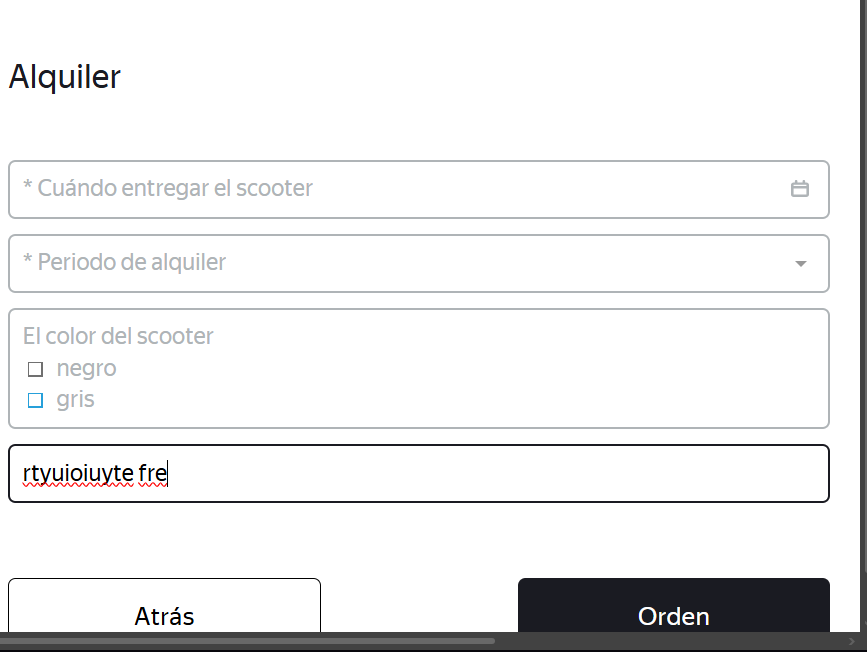 Alquiler
* Cuándo entregar el scooter
* Periodo de alquiler
El color del scooter
negro
gris
rtyuioiuyte fre
Atrás
Orden